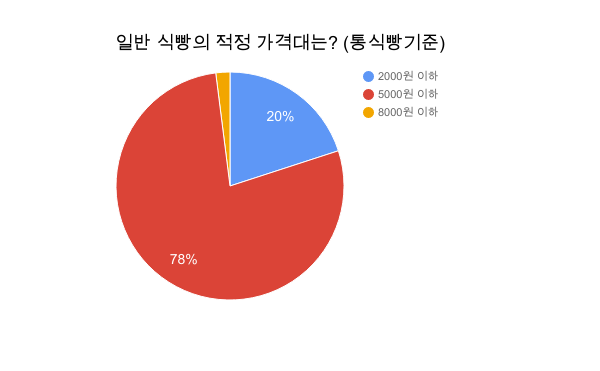 일반 식빵의 적정 가격대는? (통식빵기준)
2000원 이하
5000원 이하
8000원 이하
20%
78%